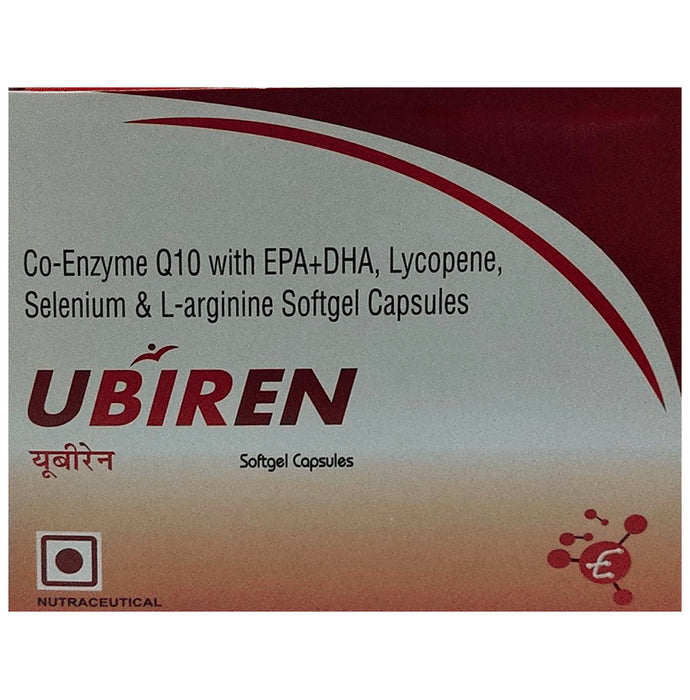 Co-Enzyme Q10 with EPA+DHA, Lycopene,
Selenium & L-arginine Softgel Capsules
UBIREN
यूबीरेन
Softgel Capsules
E
NUTRACEUTICAL